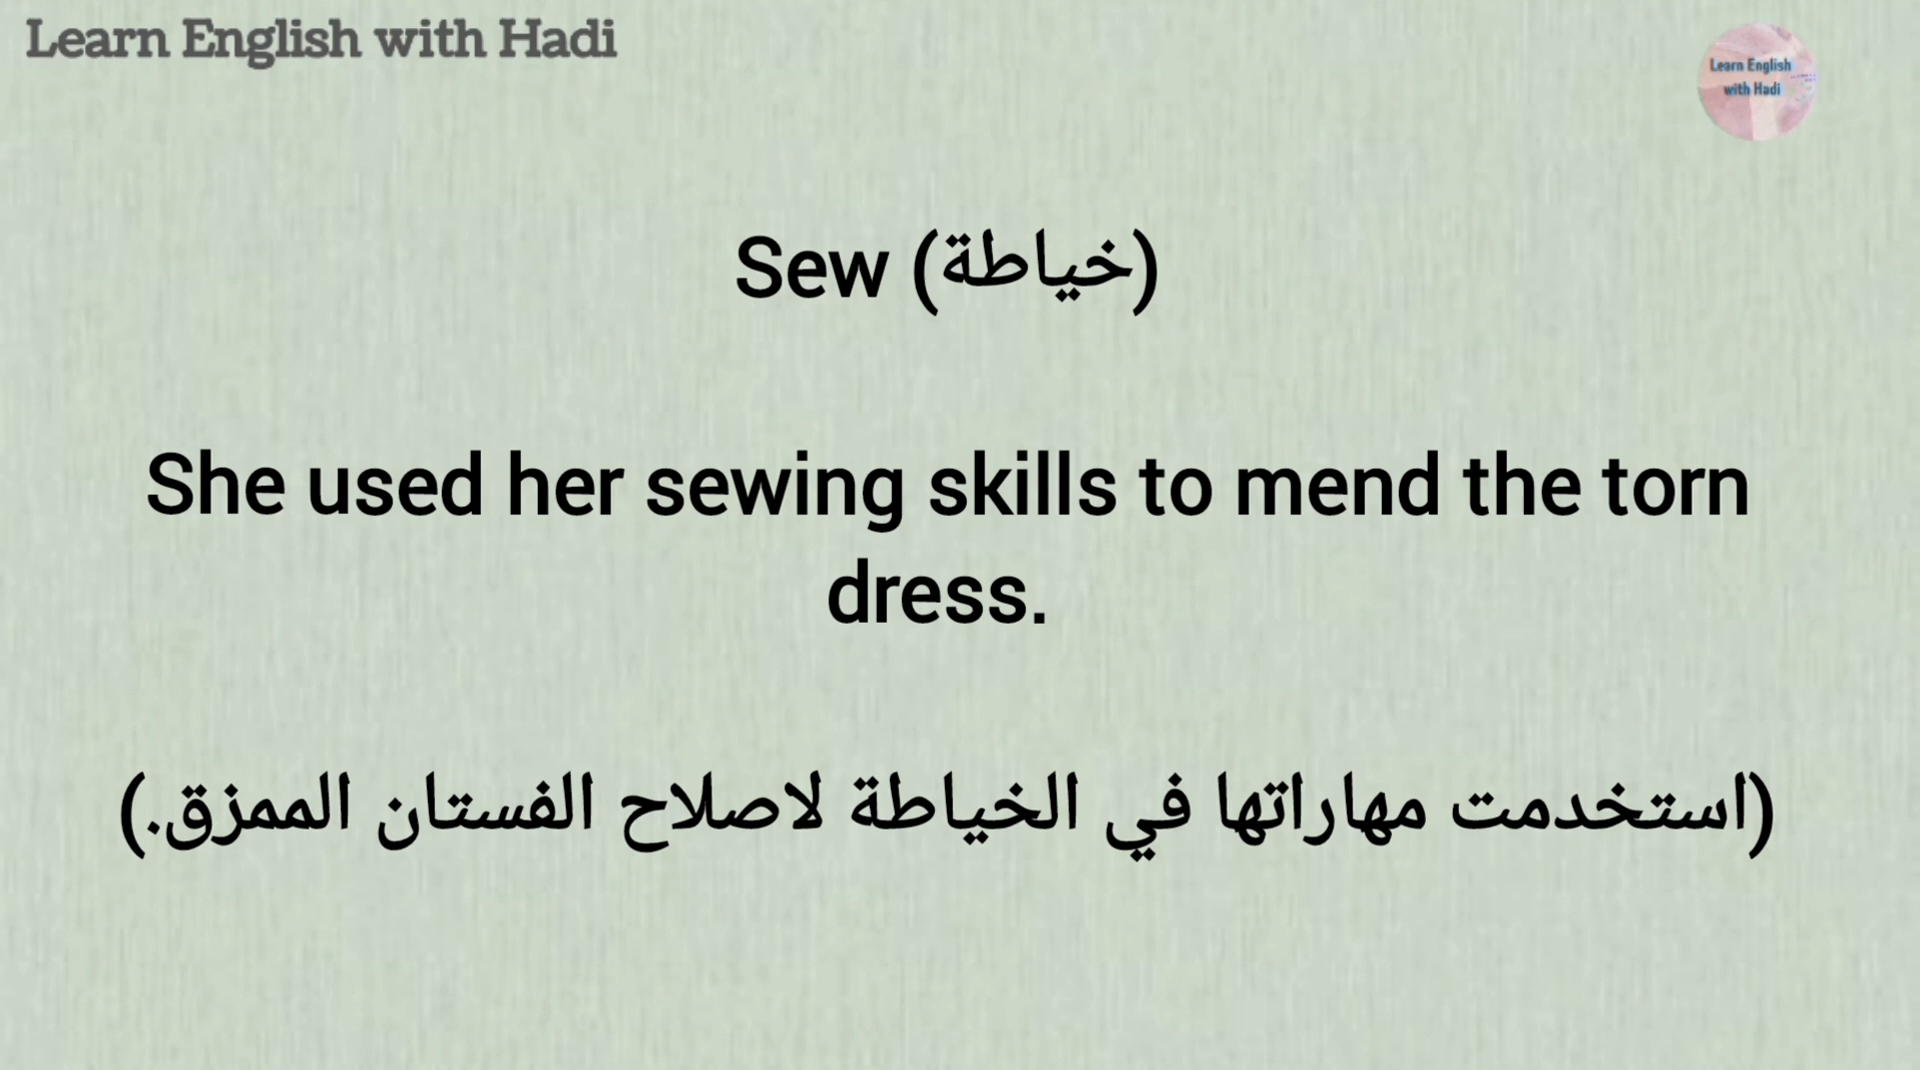 Learn English with Hadi
Learn English
with Hadi
Sew (خياطة)
She used her sewing skills to mend the torn
dress.
(استخدمت مهاراتها في الخياطة لاصلاح الفستان الممزق.)